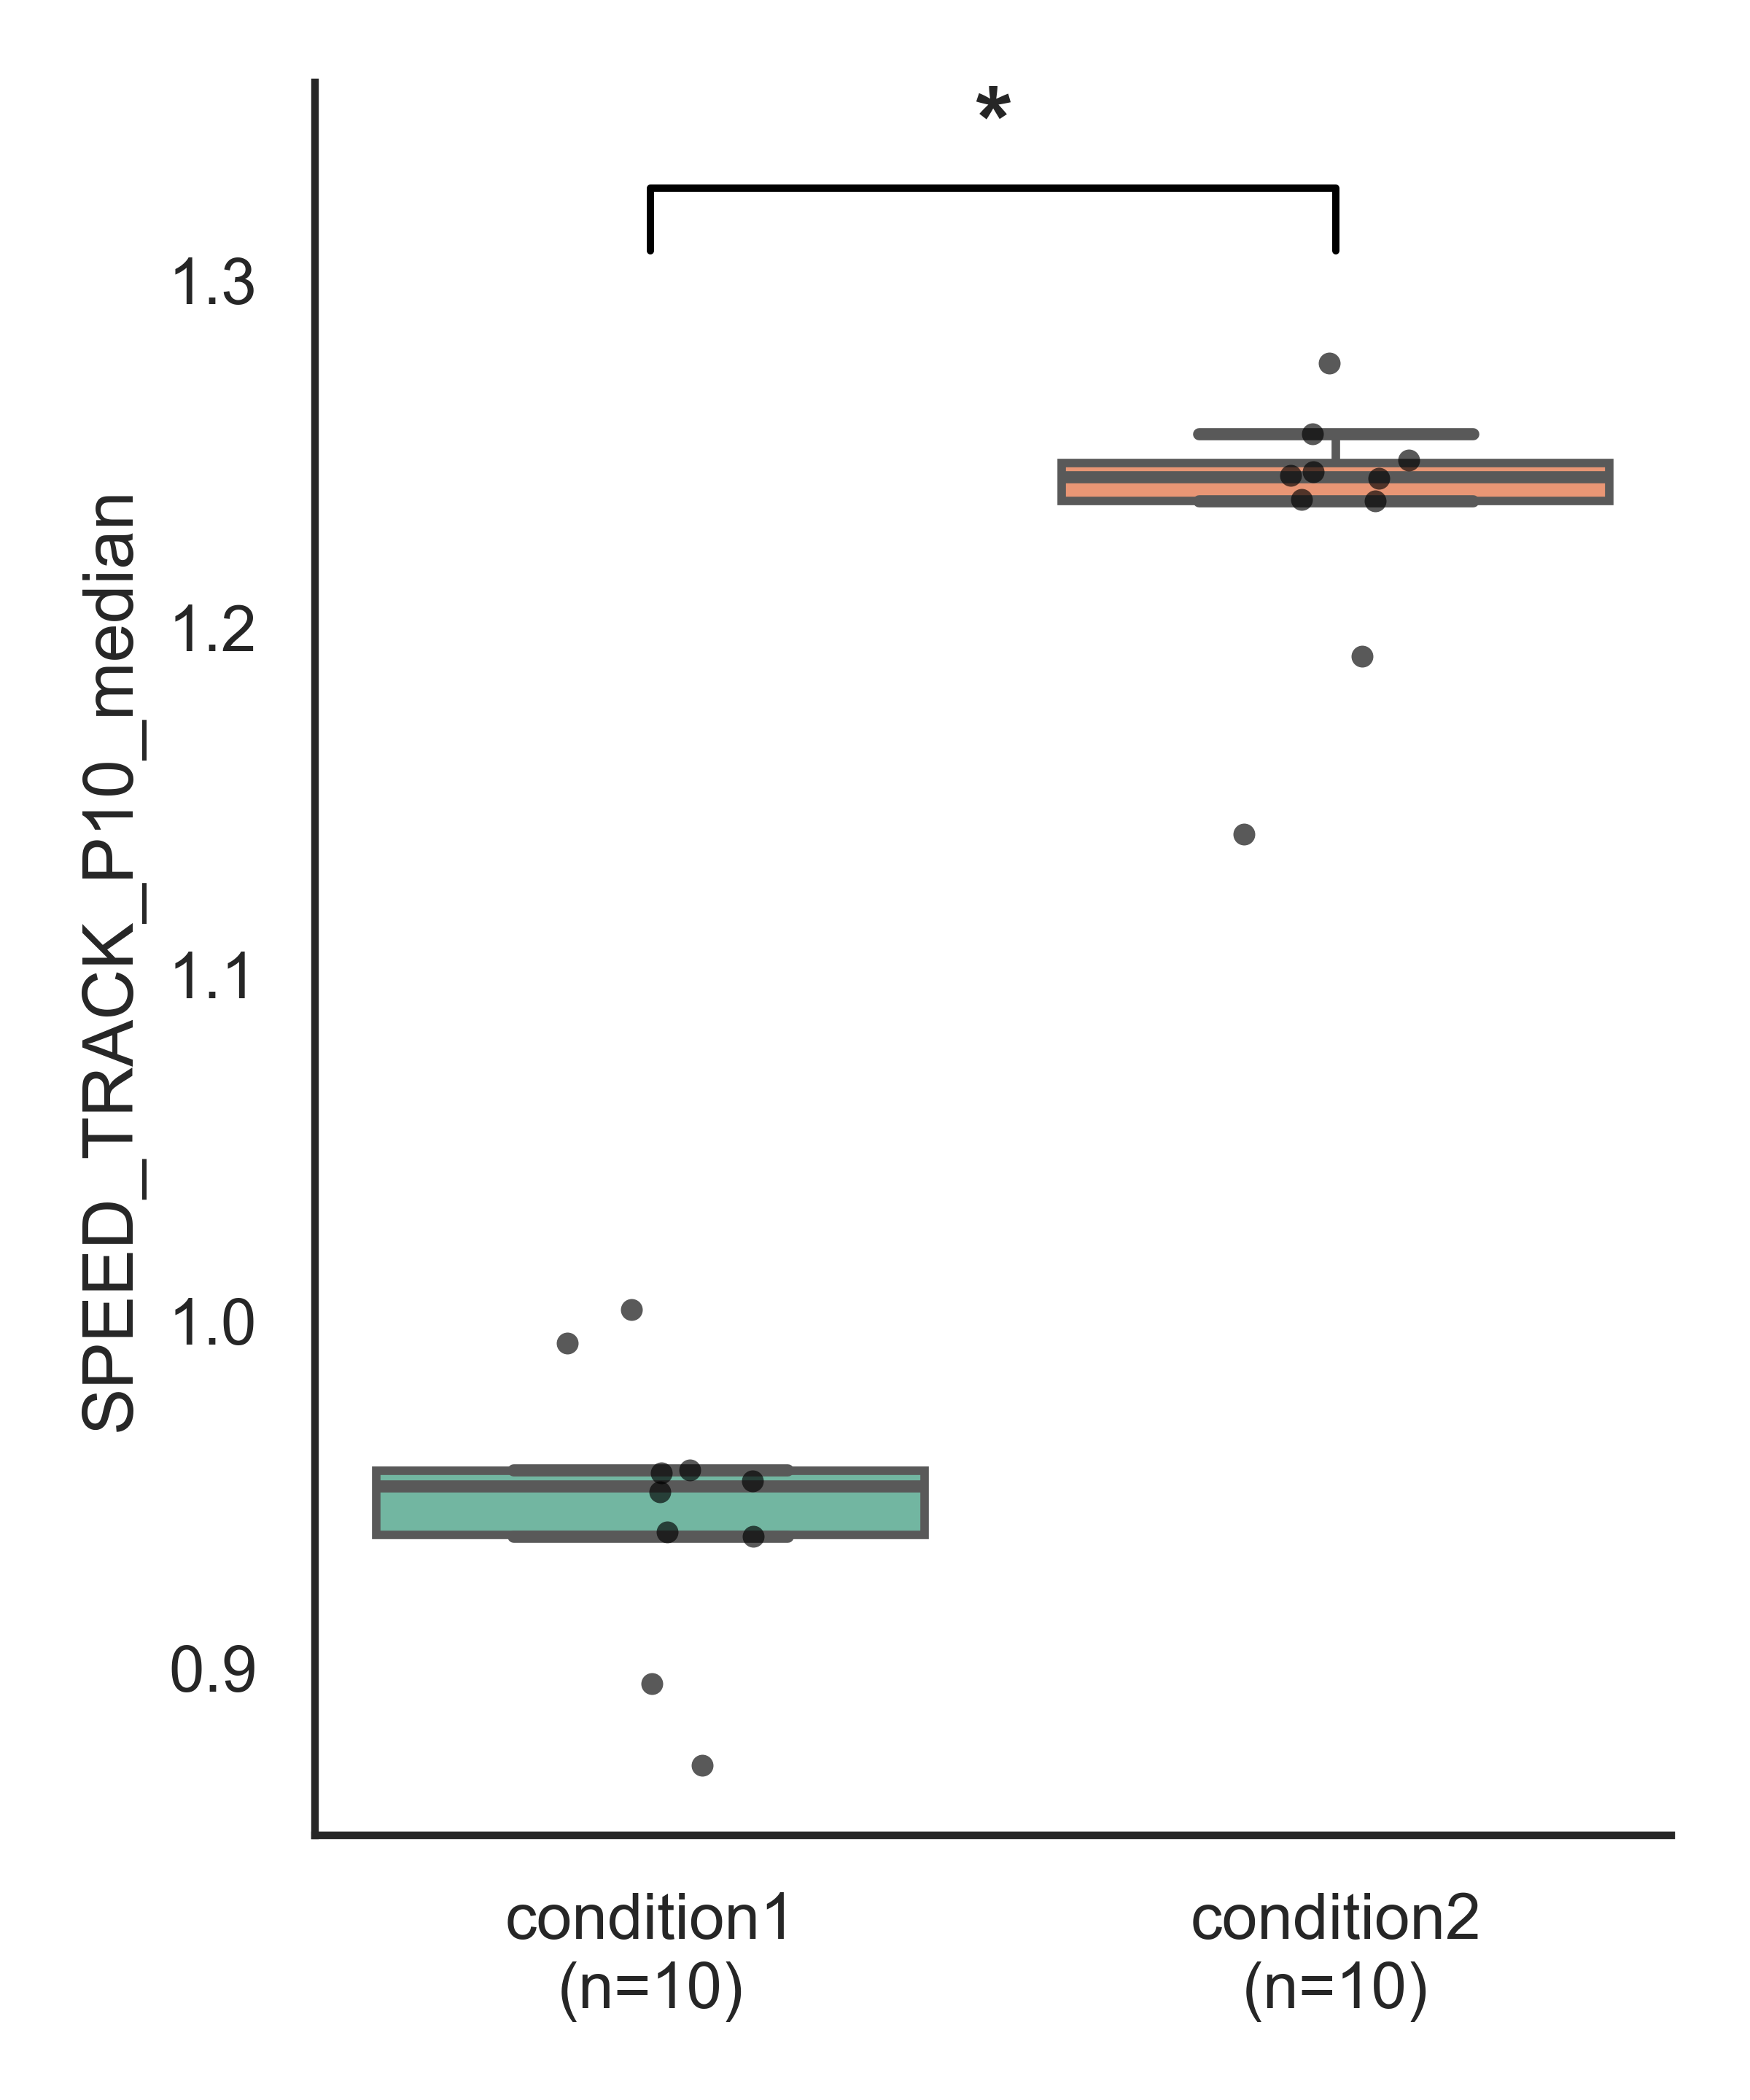 *
1.3
1.2
1.1
1.0
0.9
SPEED_TRACK_P10_median
condition1
(n=10)
condition2
(n=10)